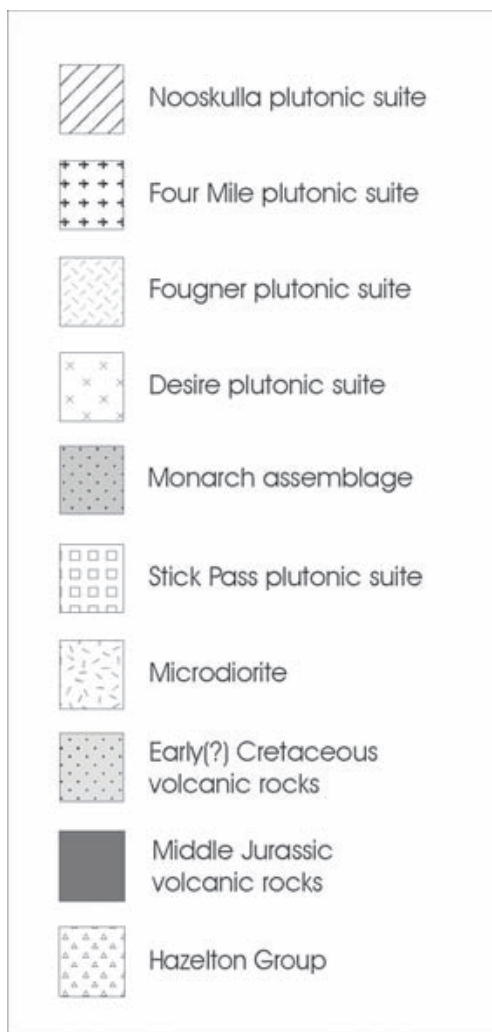 Nooskulla plutonic suite
Four Mile plutonic suite
Fougner plutonic suite
Desire plutonic suite
Monarch assemblage
Stick Pass plutonic suite
Microdiorite
Early(?) Cretaceous
volcanic rocks
Middle Jurassic
volcanic rocks
Hazelton Group